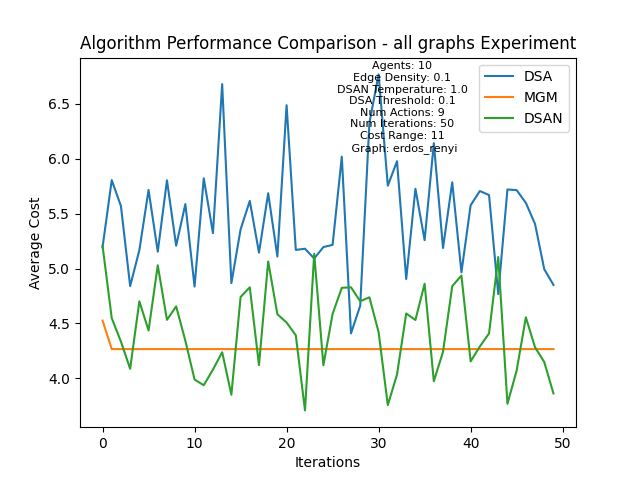 Algorithm Performance Comparison - all graphs Experiment
Agents: 10
Edge Density: 0.1
DSAN Temperature: 1.0
DSA Threshold: 0.1
Num Actions: 9
Num Iterations: 50
Cost Range: 11
Graph: erdos_renyi
DSA
MGM
DSAN
Average Cost
6.5
6.0
5.5
5.0
4.5
4.0
0 10 20 30 40 50
Iterations